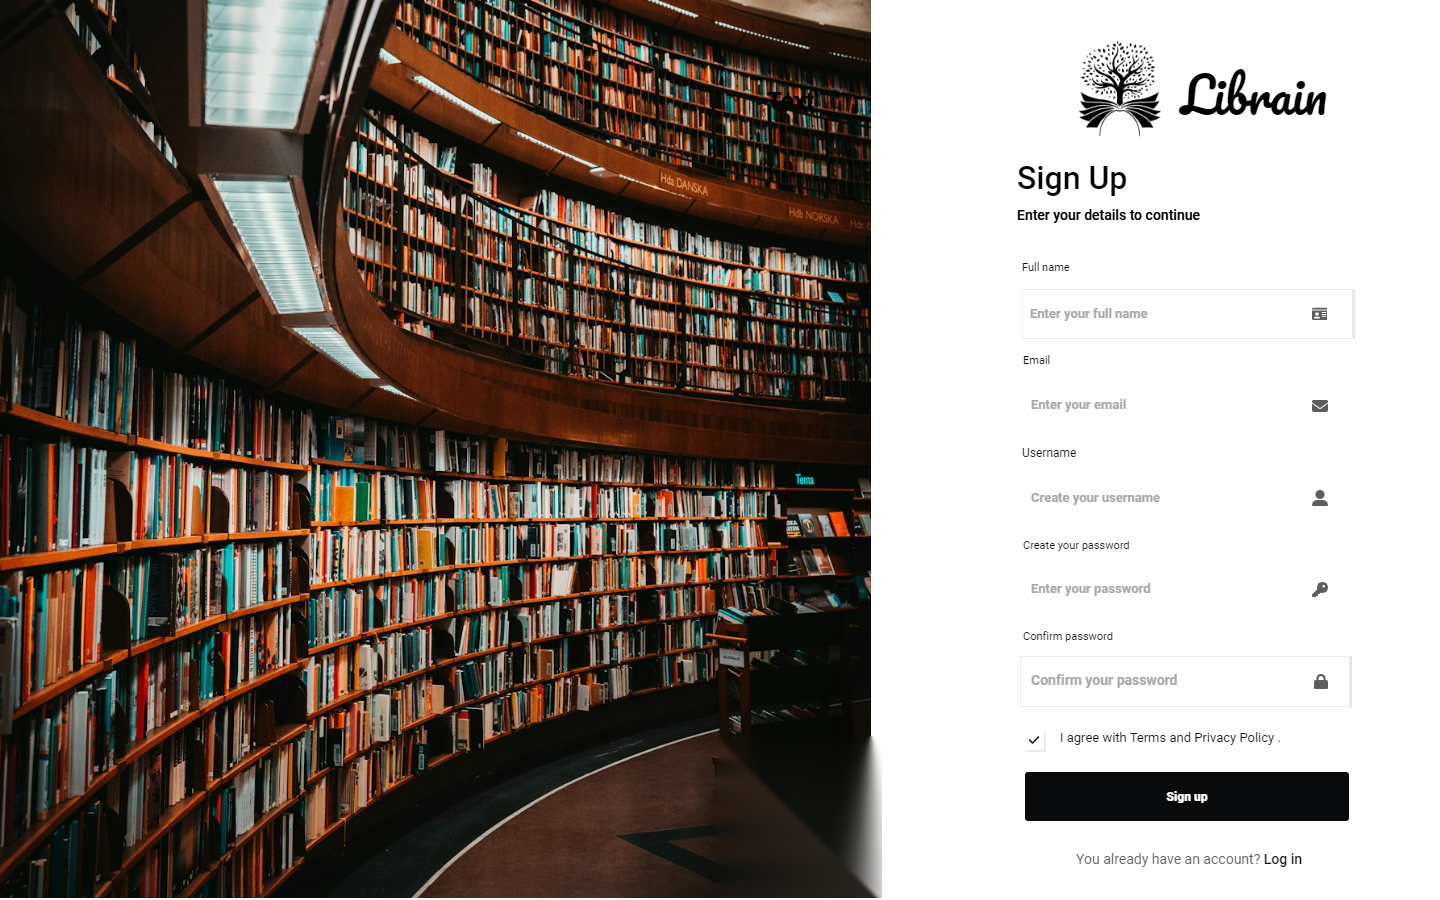 Text
Hda DANSKA
Hdb NORSKA
Tema
Librain
Sign Up
Enter your details to continue
Full name
Enter your full name
Email
Enter your email
Username
Create your username
Create your password
Enter your password
Confirm password
Confirm your password
I agree with Terms and Privacy Policy .
Sign up
You already have an account? Log in